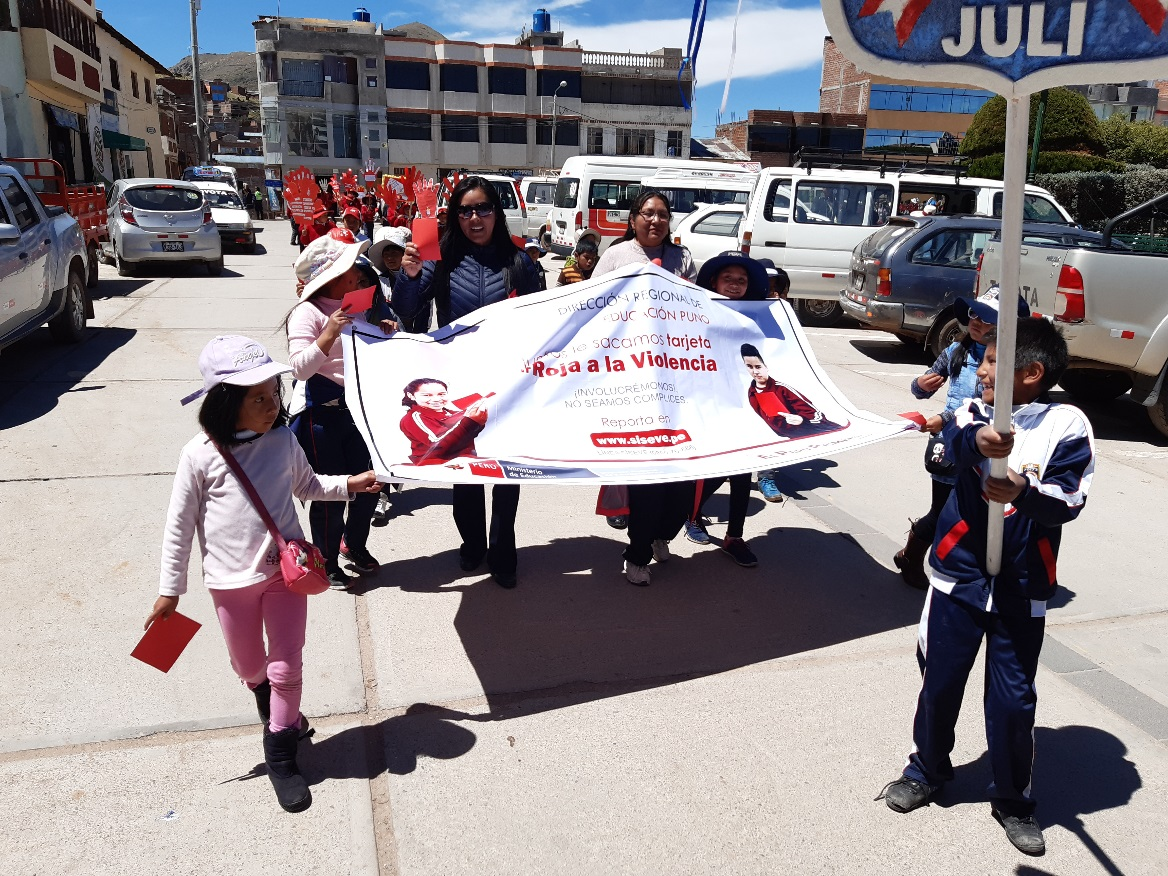 JULI
DIRECCIÓN REGIONAL DE
EDUCACIÓN PUNO
le sacamos tarjeta
#Roja a la Violencia
¡INVOLUCRÉMONOS!
NO SEAMOS CÓMPLICES.
Reporta en
www.siseve.pe
PERÚ
Ministerio
de Educación